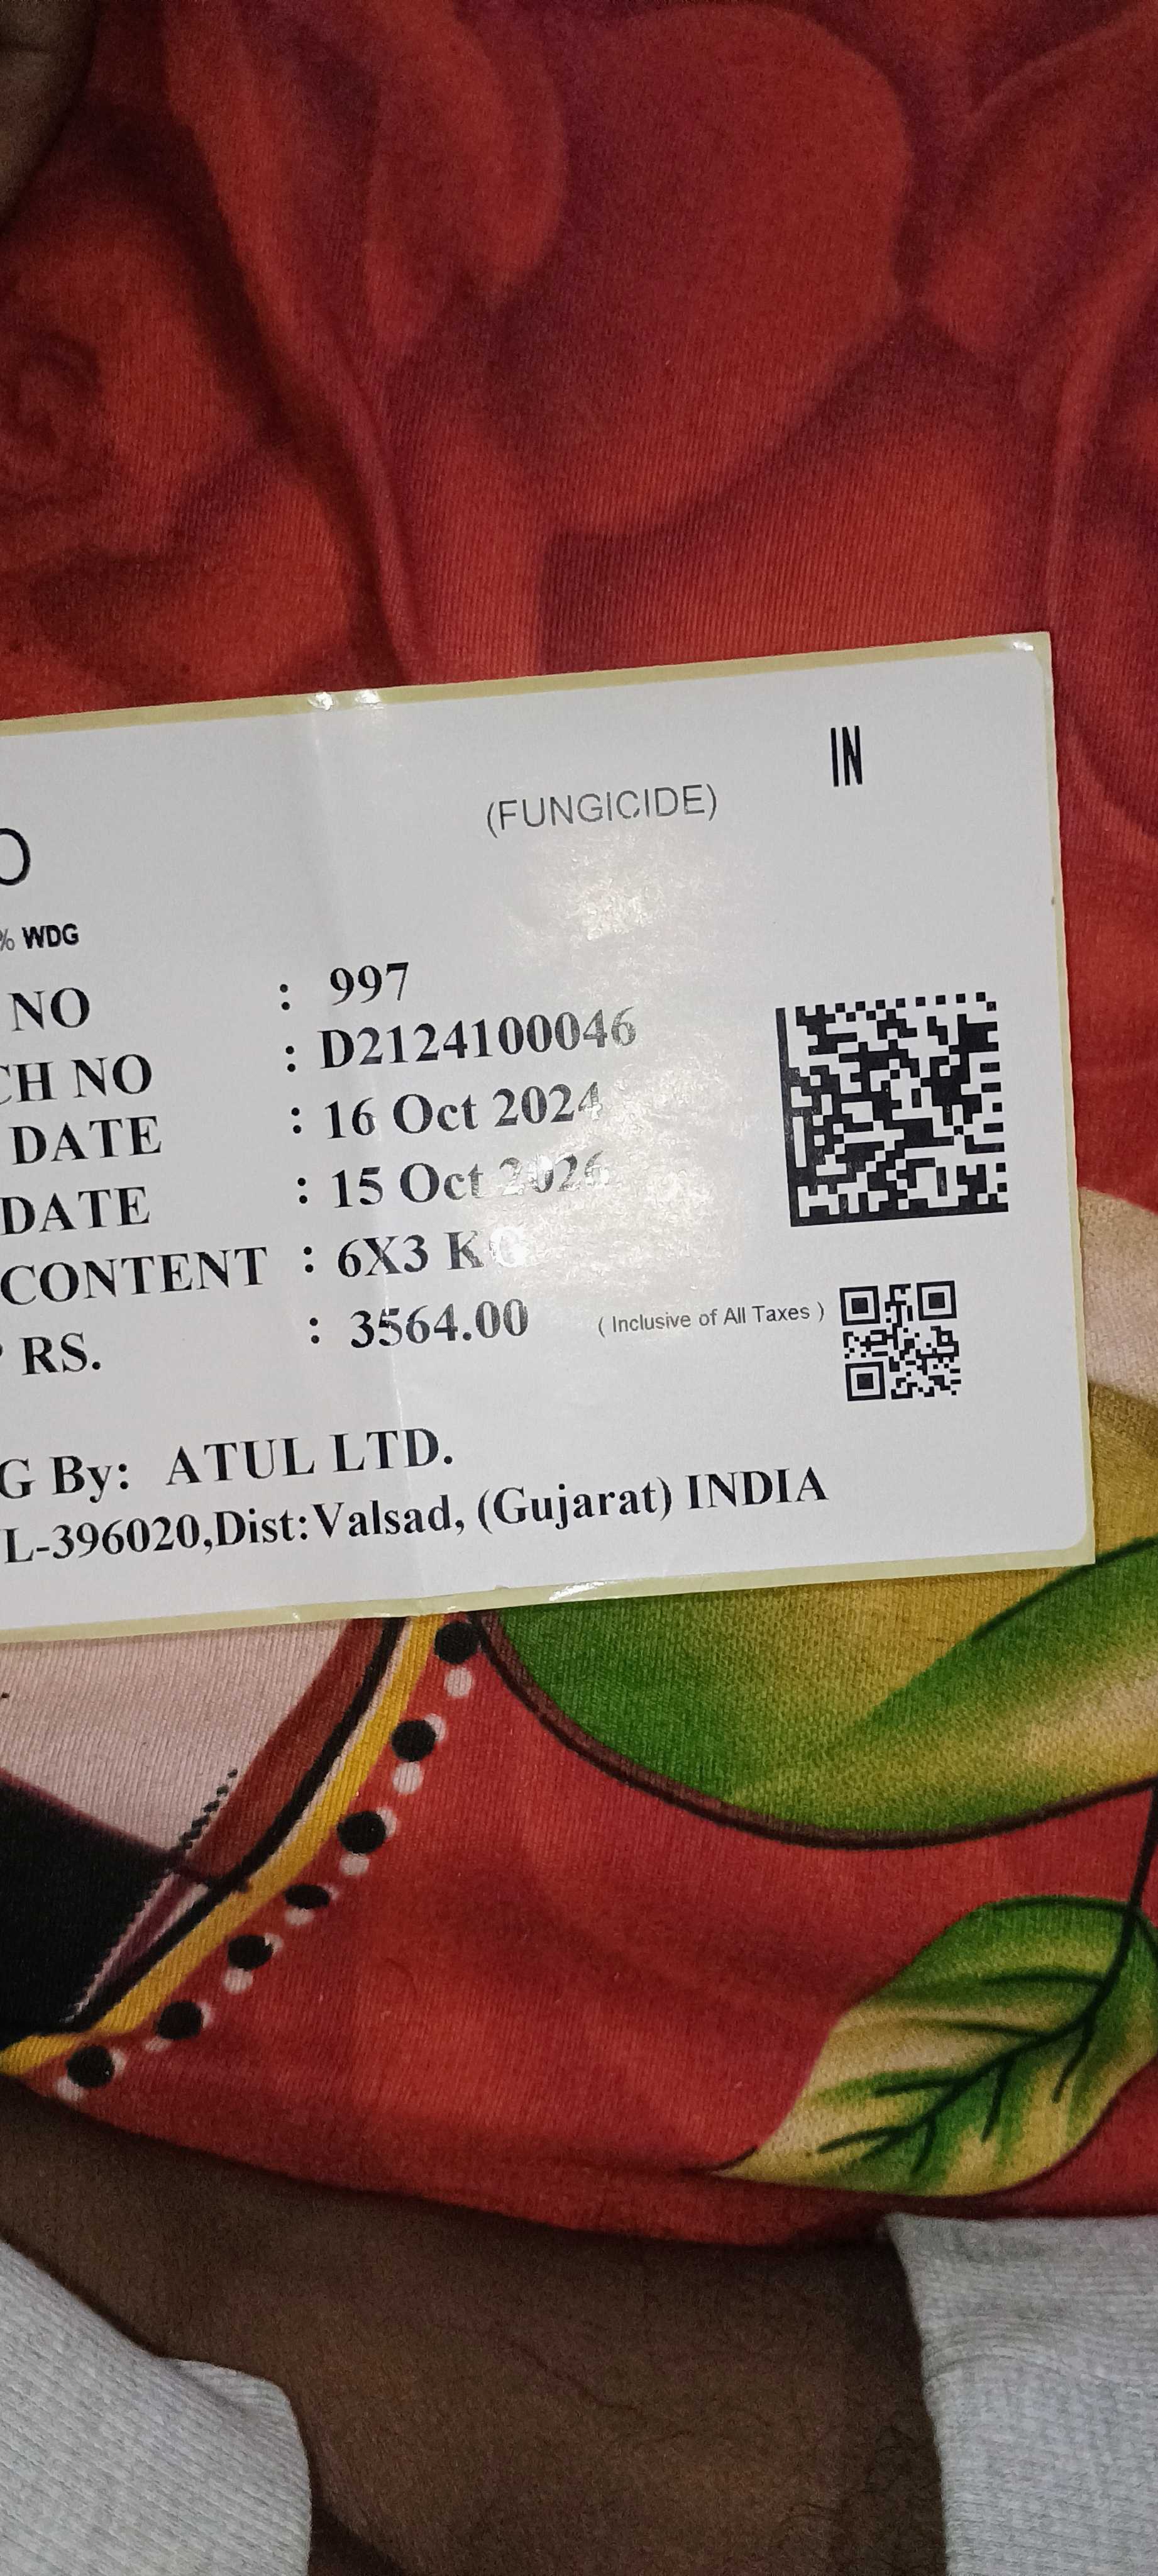 IN
(FUNGICIDE)
O
% WDG
NO : 997
CH NO : D2124100046
DATE : 16 Oct 2024
DATE : 15 Oct 2026
CONTENT : 6X3 KG
RS. : 3564.00 ( Inclusive of All Taxes )
G By: ATUL LTD.
L-396020,Dist:Valsad, (Gujarat) INDIA